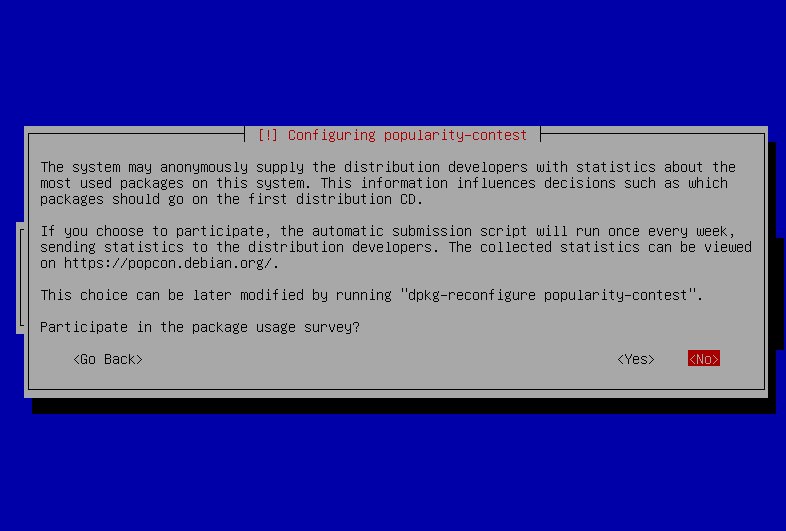 [!] Configuring popularity-contest
The system may anonymously supply the distribution developers with statistics about the
most used packages on this system. This information influences decisions such as which
packages should go on the first distribution CD.
If you choose to participate, the automatic submission script will run once every week,
sending statistics to the distribution developers. The collected statistics can be viewed
on https://popcon.debian.org/.
This choice can be later modified by running "dpkg-reconfigure popularity-contest".
Participate in the package usage survey?
<Go Back> <Yes> <No>